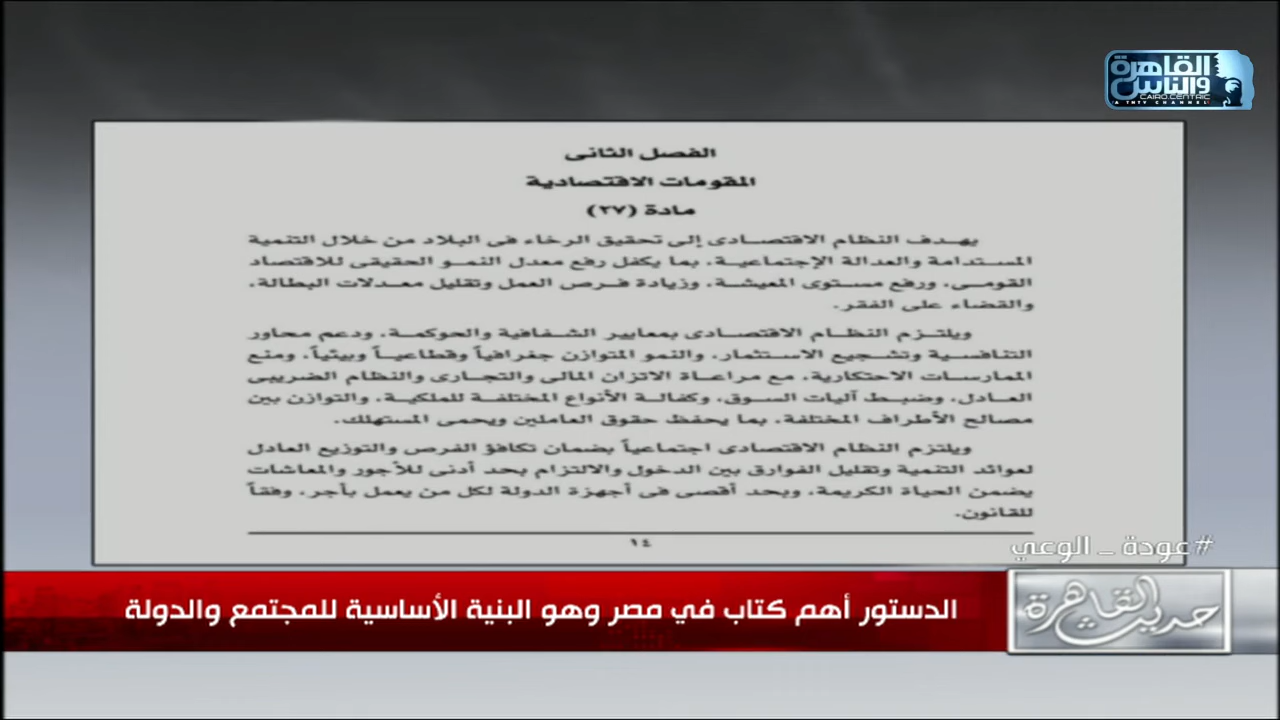 القاهرة
والناس
CAIRO.CENTRIC
A TNTV CHANNEL
الفصل الثانى
المقومات الاقتصادية
مادة (٢٧)
يهدف النظام الاقتصادى إلى تحقيق الرخاء فى البلاد من خلال التنمية
المستدامة والعدالة الإجتماعية، بما يكفل رفع معدل النمو الحقيقى للاقتصاد
القومى، ورفع مستوى المعيشة، وزيادة فرص العمل وتقليل معدلات البطالة،
والقضاء على الفقر.
ويلتزم النظام الاقتصادى بمعايير الشفافية والحوكمة، ودعم محاور
التنافسية وتشجيع الاستثمار، والنمو المتوازن جغرافياً وقطاعياً وبيئياً، ومنع
الممارسات الاحتكارية، مع مراعاة الاتزان المالى والتجارى والنظام الضريبى
العادل، وضبط آليات السوق، وكفالة الأنواع المختلفة للملكية، والتوازن بين
مصالح الأطراف المختلفة، بما يحفظ حقوق العاملين ويحمى المستهلك.
ويلتزم النظام الاقتصادى اجتماعياً بضمان تكافؤ الفرص والتوزيع العادل
لعوائد التنمية وتقليل الفوارق بين الدخول والالتزام بحد أدنى للأجور والمعاشات
يضمن الحياة الكريمة، وبحد أقصى فى أجهزة الدولة لكل من يعمل بأجر، وفقاً
للقانون.
١٤
#عودة_الوعي
حديث القاهرة
الدستور أهم كتاب في مصر وهو البنية الأساسية للمجتمع والدولة